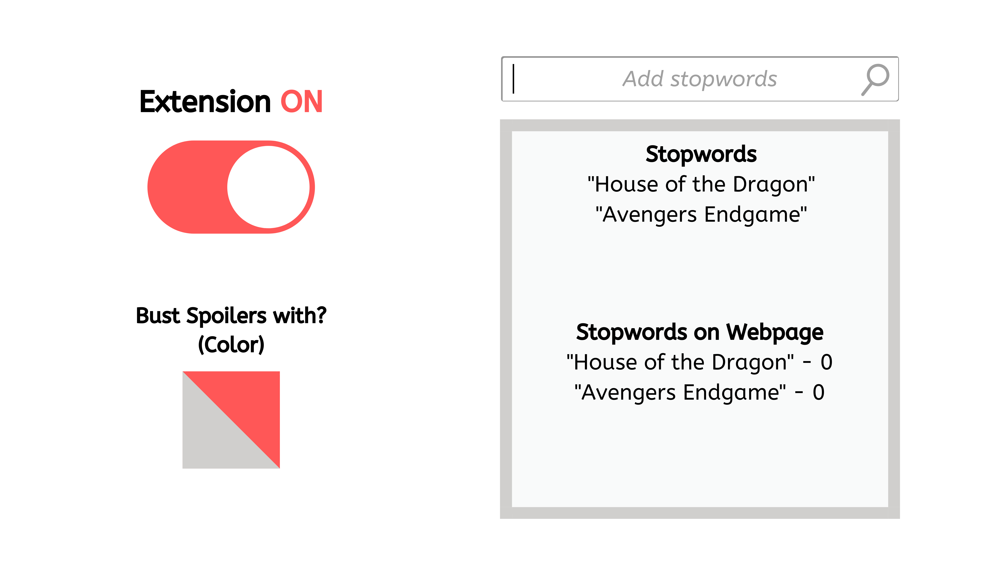 Extension ON
Bust Spoilers with?
(Color)
Add stopwords
Stopwords
"House of the Dragon"
"Avengers Endgame"
Stopwords on Webpage
"House of the Dragon" - 0
"Avengers Endgame" - 0